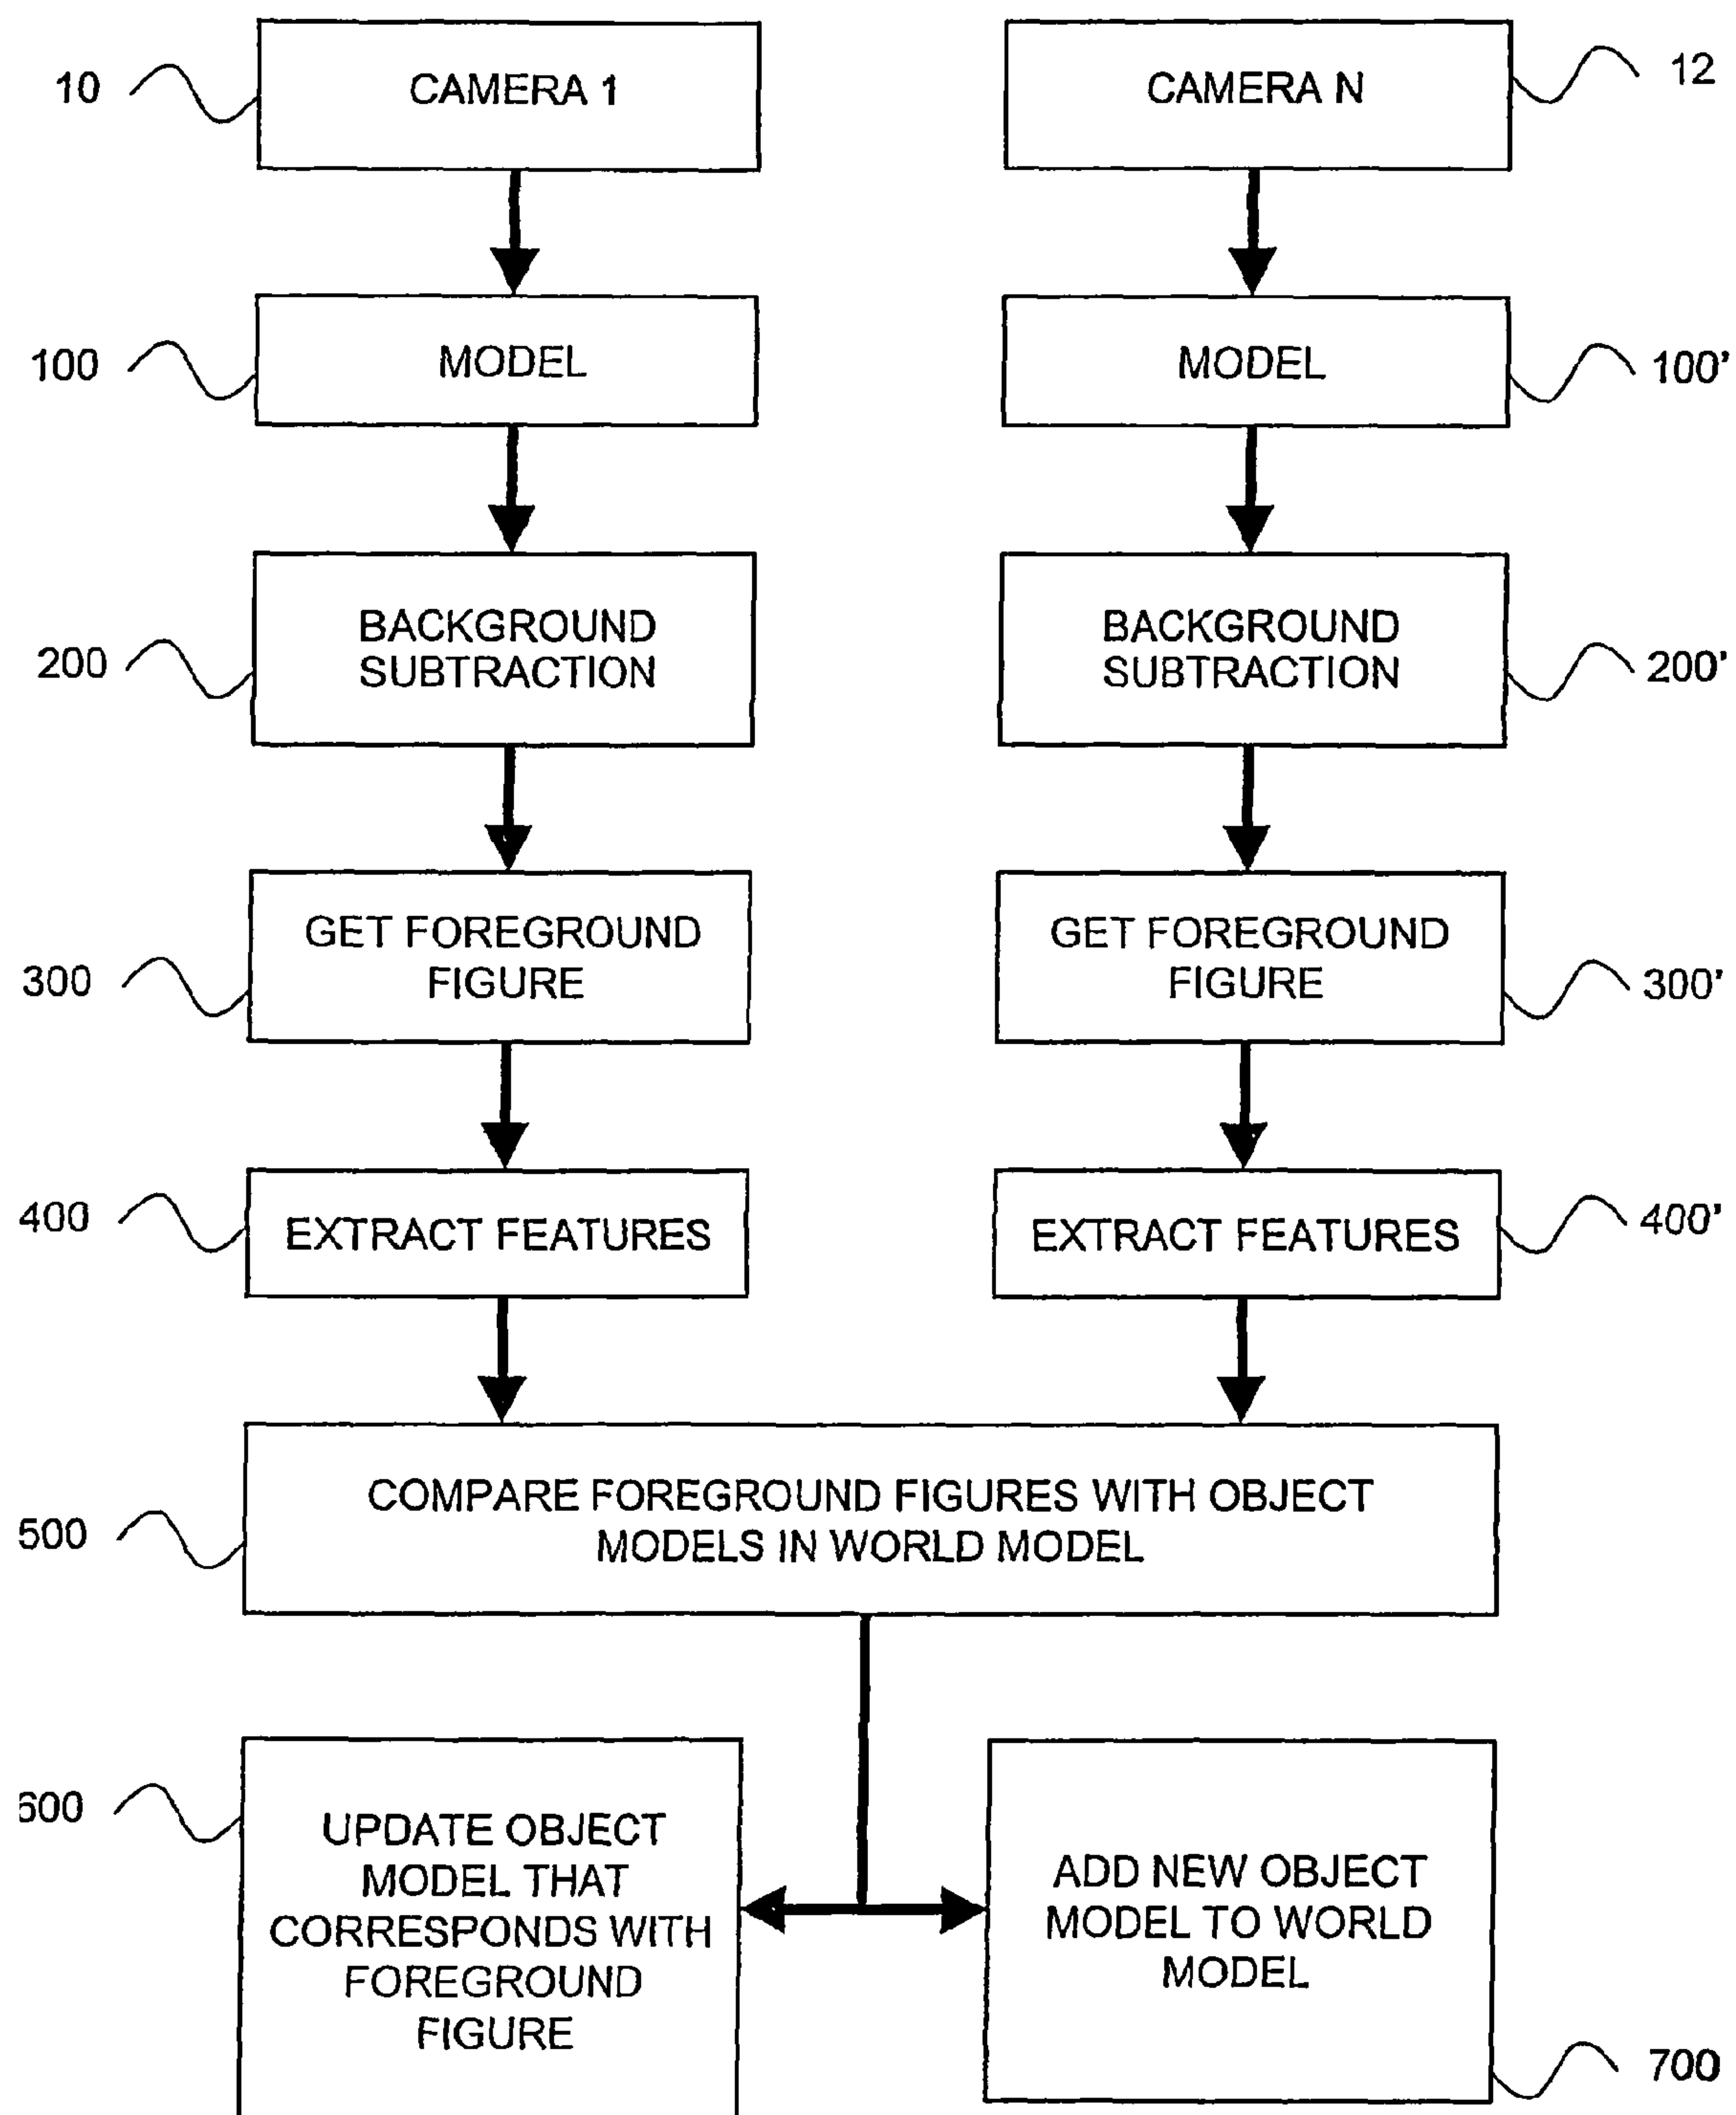 10
CAMERA 1
CAMERA N
12
100
MODEL
MODEL
100'
200
BACKGROUND
SUBTRACTION
BACKGROUND
SUBTRACTION
200'
300
GET FOREGROUND
FIGURE
GET FOREGROUND
FIGURE
300'
400
EXTRACT FEATURES
EXTRACT FEATURES
400'
500
COMPARE FOREGROUND FIGURES WITH OBJECT
MODELS IN WORLD MODEL
600
UPDATE OBJECT
MODEL THAT
CORRESPONDS WITH
FOREGROUND
FIGURE
ADD NEW OBJECT
MODEL TO WORLD
MODEL
700